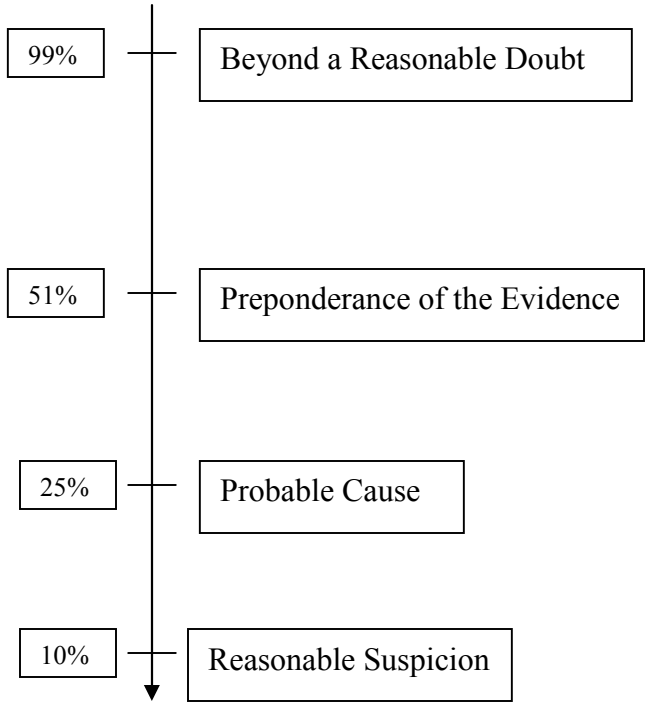 99%
Beyond a Reasonable Doubt
51%
Preponderance of the Evidence
25%
Probable Cause
10%
Reasonable Suspicion